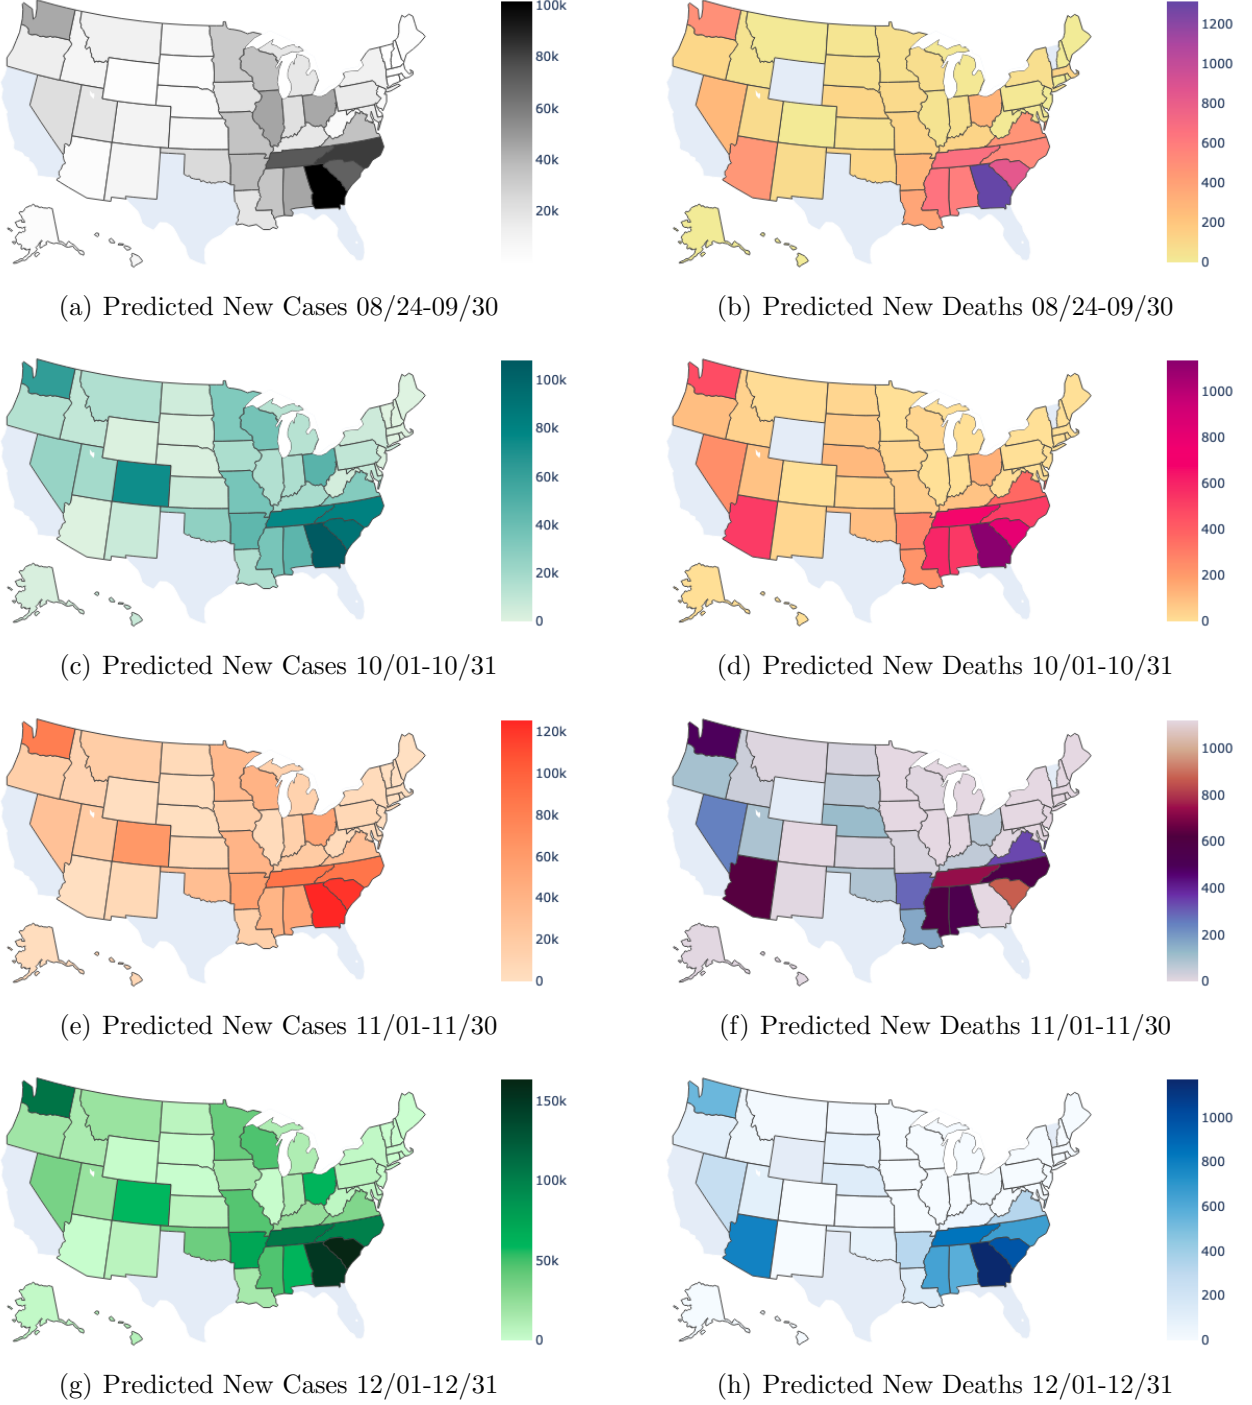 100k
80k
60k
40k
20k
1200
1000
800
600
400
200
0
(a) Predicted New Cases 08/24-09/30
(b) Predicted New Deaths 08/24-09/30
100k
80k
60k
40k
20k
0
1000
800
600
400
200
0
(c) Predicted New Cases 10/01-10/31
(d) Predicted New Deaths 10/01-10/31
120k
100k
80k
60k
40k
20k
0
1000
800
600
400
200
0
(e) Predicted New Cases 11/01-11/30
(f) Predicted New Deaths 11/01-11/30
150k
100k
50k
0
1000
800
600
400
200
0
(g) Predicted New Cases 12/01-12/31
(h) Predicted New Deaths 12/01-12/31